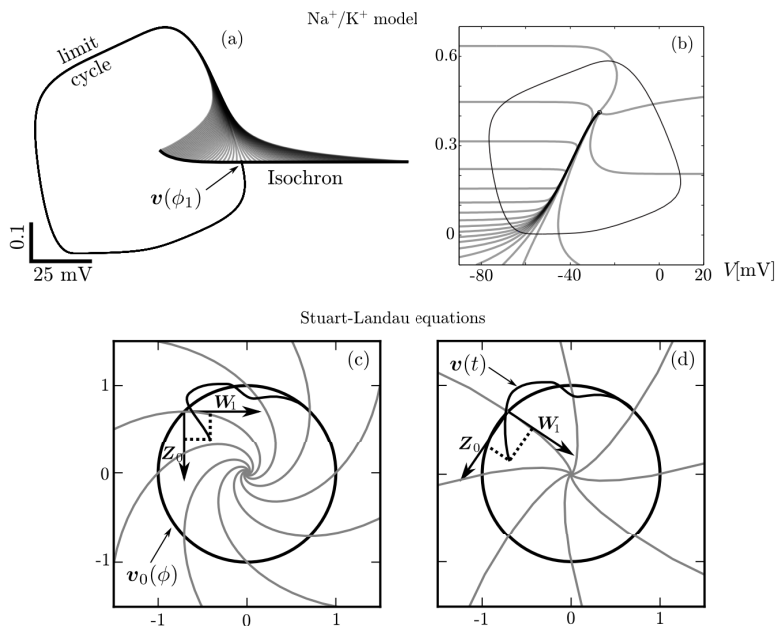 Na⁺/K⁺ model
(a)
limit
cycle
Isochron
v(ϕ₁)
0.1
25 mV
(b)
0.6
0.3
0
-80
-40
0
20
V[mV]
Stuart-Landau equations
(c)
1
0
-1
W₁
Z₀
v₀(ϕ)
-1
0
1
(d)
v(t)
W₁
Z₀
-1
0
1